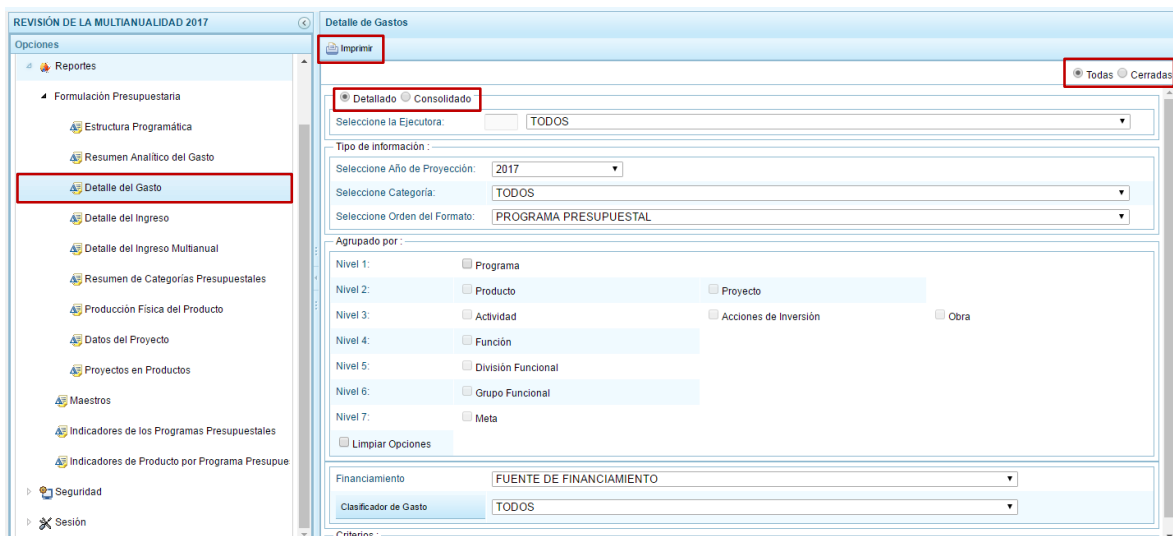 REVISIÓN DE LA MULTIANUALIDAD 2017
Opciones
Reportes
Formulación Presupuestaria
Estructura Programática
Resumen Analítico del Gasto
Detalle del Gasto
Detalle del Ingreso
Detalle del Ingreso Multianual
Resumen de Categorías Presupuestales
Producción Física del Producto
Datos del Proyecto
Proyectos en Productos
Maestros
Indicadores de los Programas Presupuestales
Indicadores de Producto por Programa Presupue
Seguridad
Sesión
Detalle de Gastos
Imprimir
Todas Cerradas
Detallado Consolidado
Seleccione la Ejecutora: TODOS
Tipo de información :
Seleccione Año de Proyección: 2017
Seleccione Categoría: TODOS
Seleccione Orden del Formato: PROGRAMA PRESUPUESTAL
Agrupado por :
Nivel 1: Programa
Nivel 2: Producto Proyecto
Nivel 3: Actividad Acciones de Inversión Obra
Nivel 4: Función
Nivel 5: División Funcional
Nivel 6: Grupo Funcional
Nivel 7: Meta
Limpiar Opciones
Financiamiento FUENTE DE FINANCIAMIENTO
Clasificador de Gasto TODOS
Criterios :